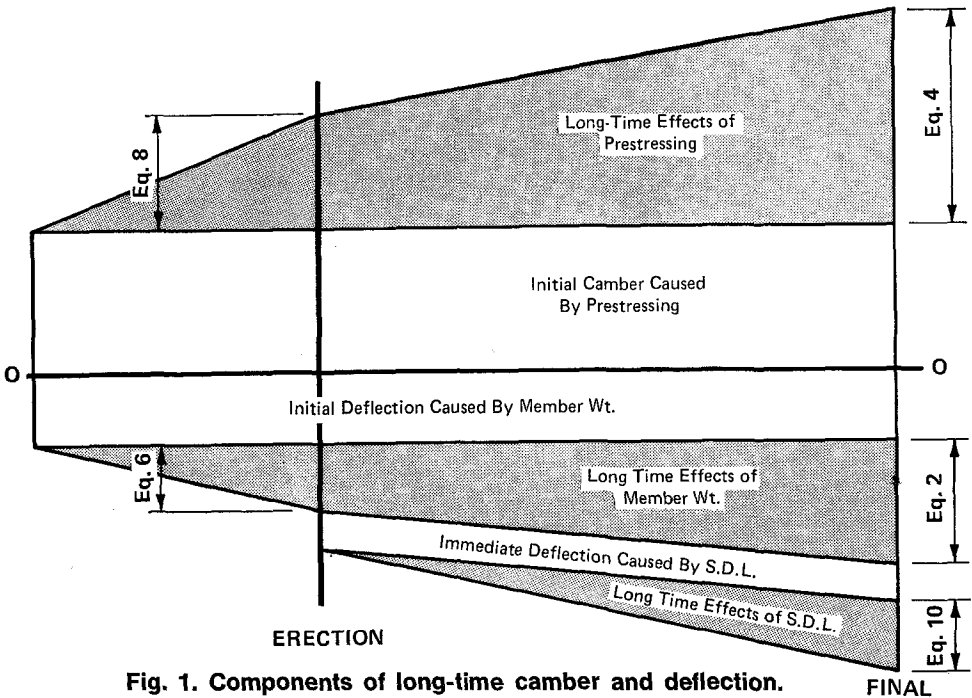 Long-Time Effects of
Prestressing
Eq. 8
Eq. 4
Initial Camber Caused
By Prestressing
O
O
Initial Deflection Caused By Member Wt.
Eq. 6
Long Time Effects of
Member Wt.
Eq. 2
Immediate Deflection Caused By S.D.L.
Long Time Effects of S.D.L.
Eq. 10
ERECTION
FINAL
Fig. 1. Components of long-time camber and deflection.